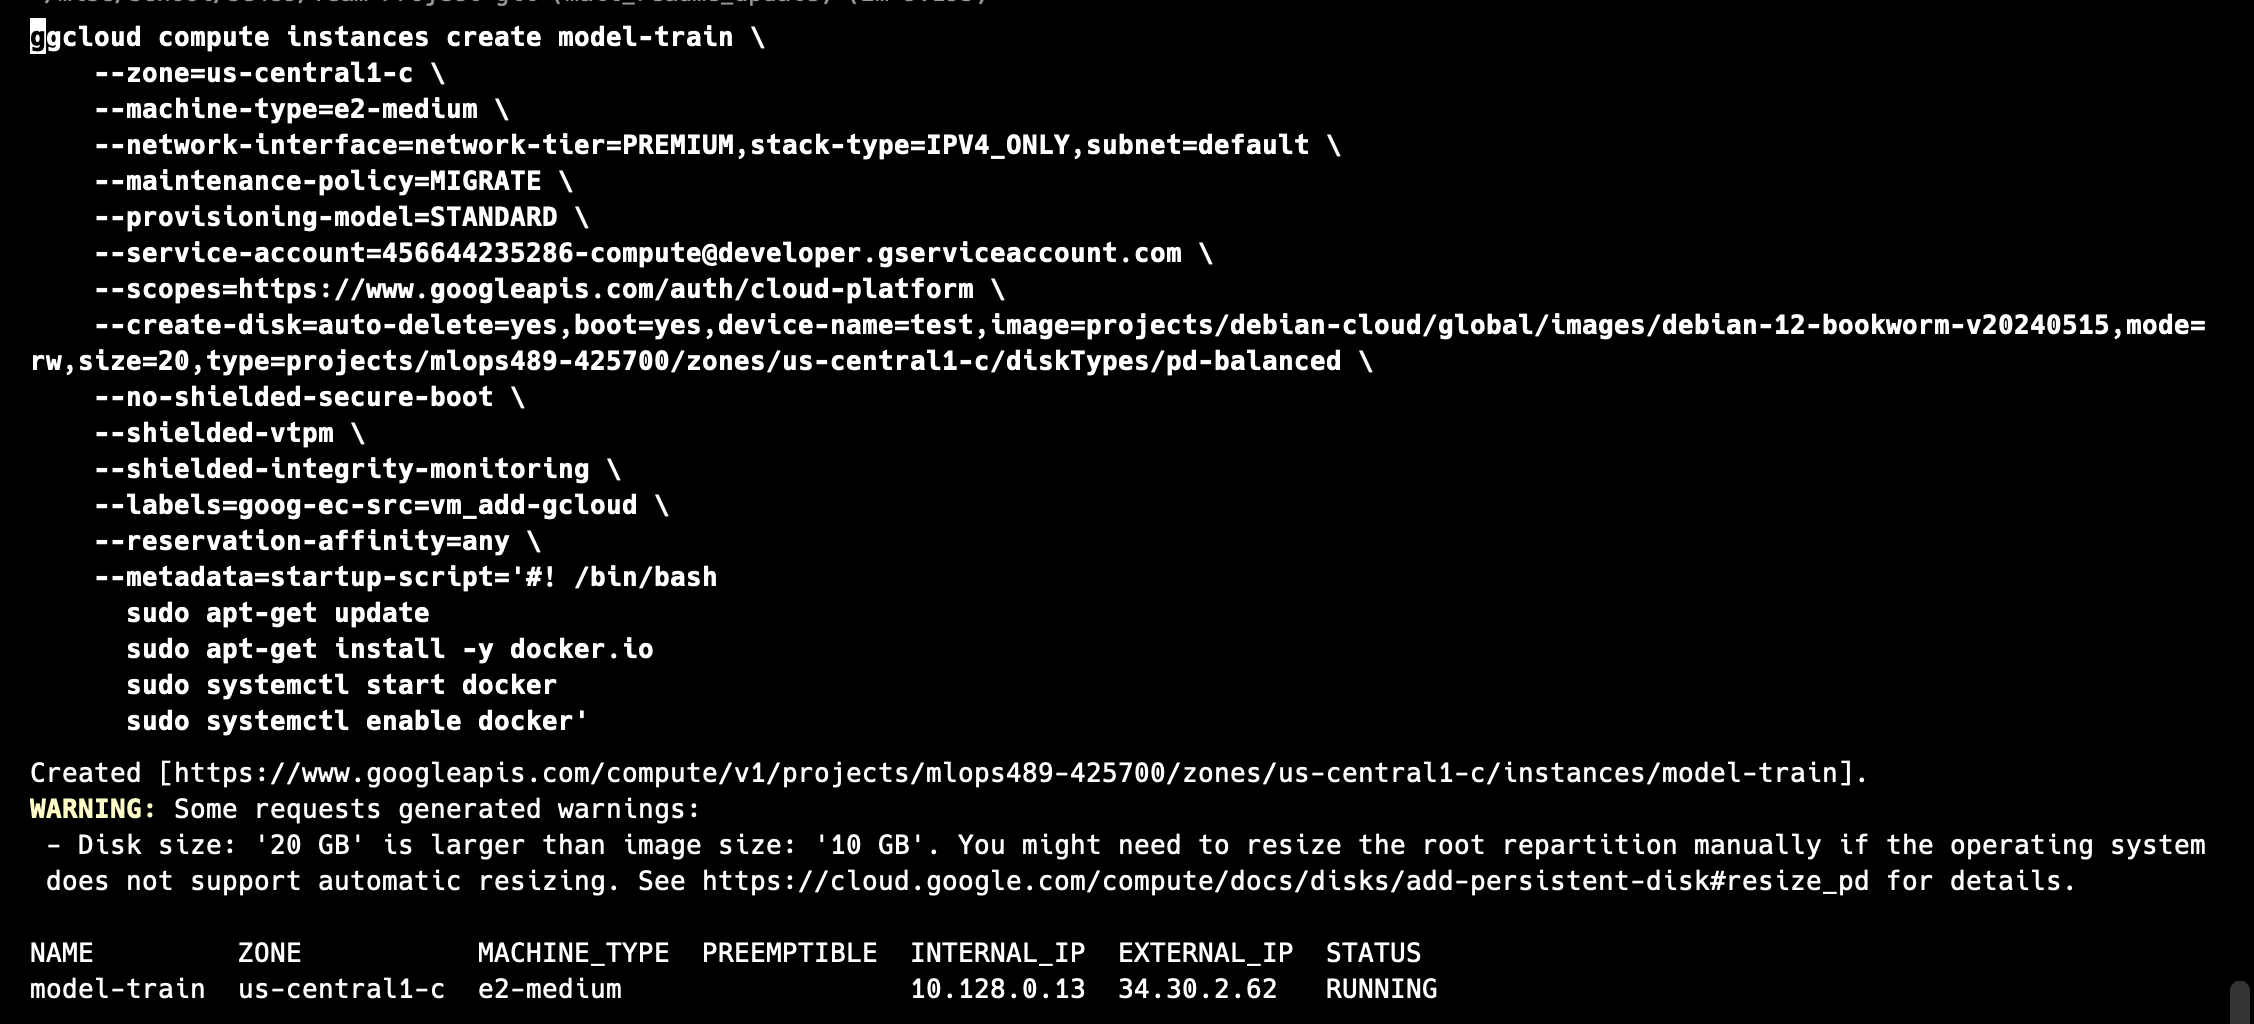 ggcloud compute instances create model-train \
--zone=us-central1-c \
--machine-type=e2-medium \
--network-interface=network-tier=PREMIUM,stack-type=IPV4_ONLY,subnet=default \
--maintenance-policy=MIGRATE \
--provisioning-model=STANDARD \
--service-account=456644235286-compute@developer.gserviceaccount.com \
--scopes=https://www.googleapis.com/auth/cloud-platform \
--create-disk=auto-delete=yes,boot=yes,device-name=test,image=projects/debian-cloud/global/images/debian-12-bookworm-v20240515,mode=
rw,size=20,type=projects/mlops489-425700/zones/us-central1-c/diskTypes/pd-balanced \
--no-shielded-secure-boot \
--shielded-vtpm \
--shielded-integrity-monitoring \
--labels=goog-ec-src=vm_add-gcloud \
--reservation-affinity=any \
--metadata=startup-script='#! /bin/bash
sudo apt-get update
sudo apt-get install -y docker.io
sudo systemctl start docker
sudo systemctl enable docker'
Created [https://www.googleapis.com/compute/v1/projects/mlops489-425700/zones/us-central1-c/instances/model-train].
WARNING: Some requests generated warnings:
- Disk size: '20 GB' is larger than image size: '10 GB'. You might need to resize the root repartition manually if the operating system
does not support automatic resizing. See https://cloud.google.com/compute/docs/disks/add-persistent-disk#resize_pd for details.
NAME ZONE MACHINE_TYPE PREEMPTIBLE INTERNAL_IP EXTERNAL_IP STATUS
model-train us-central1-c e2-medium 10.128.0.13 34.30.2.62 RUNNING